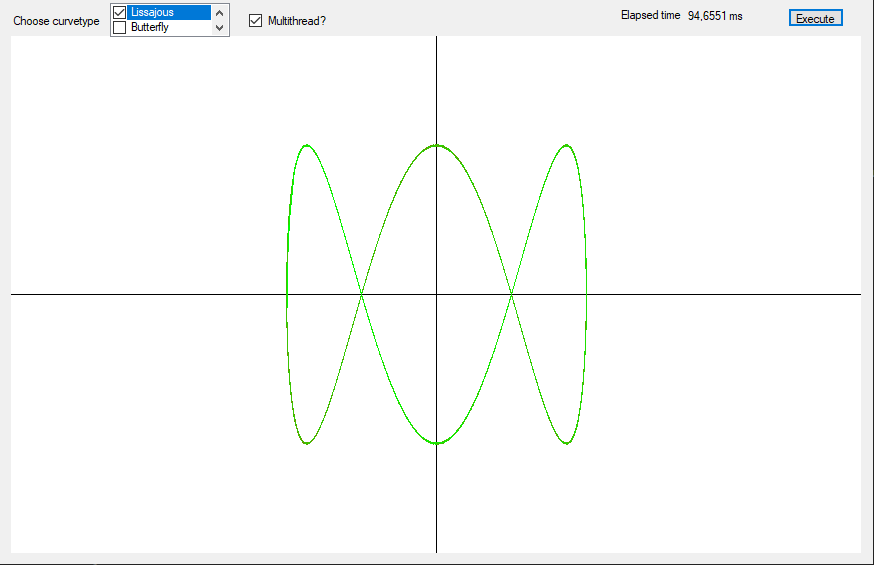 Choose curvetype
Lissajous
Butterfly
Multithread?
Elapsed time 94,6551 ms
Execute